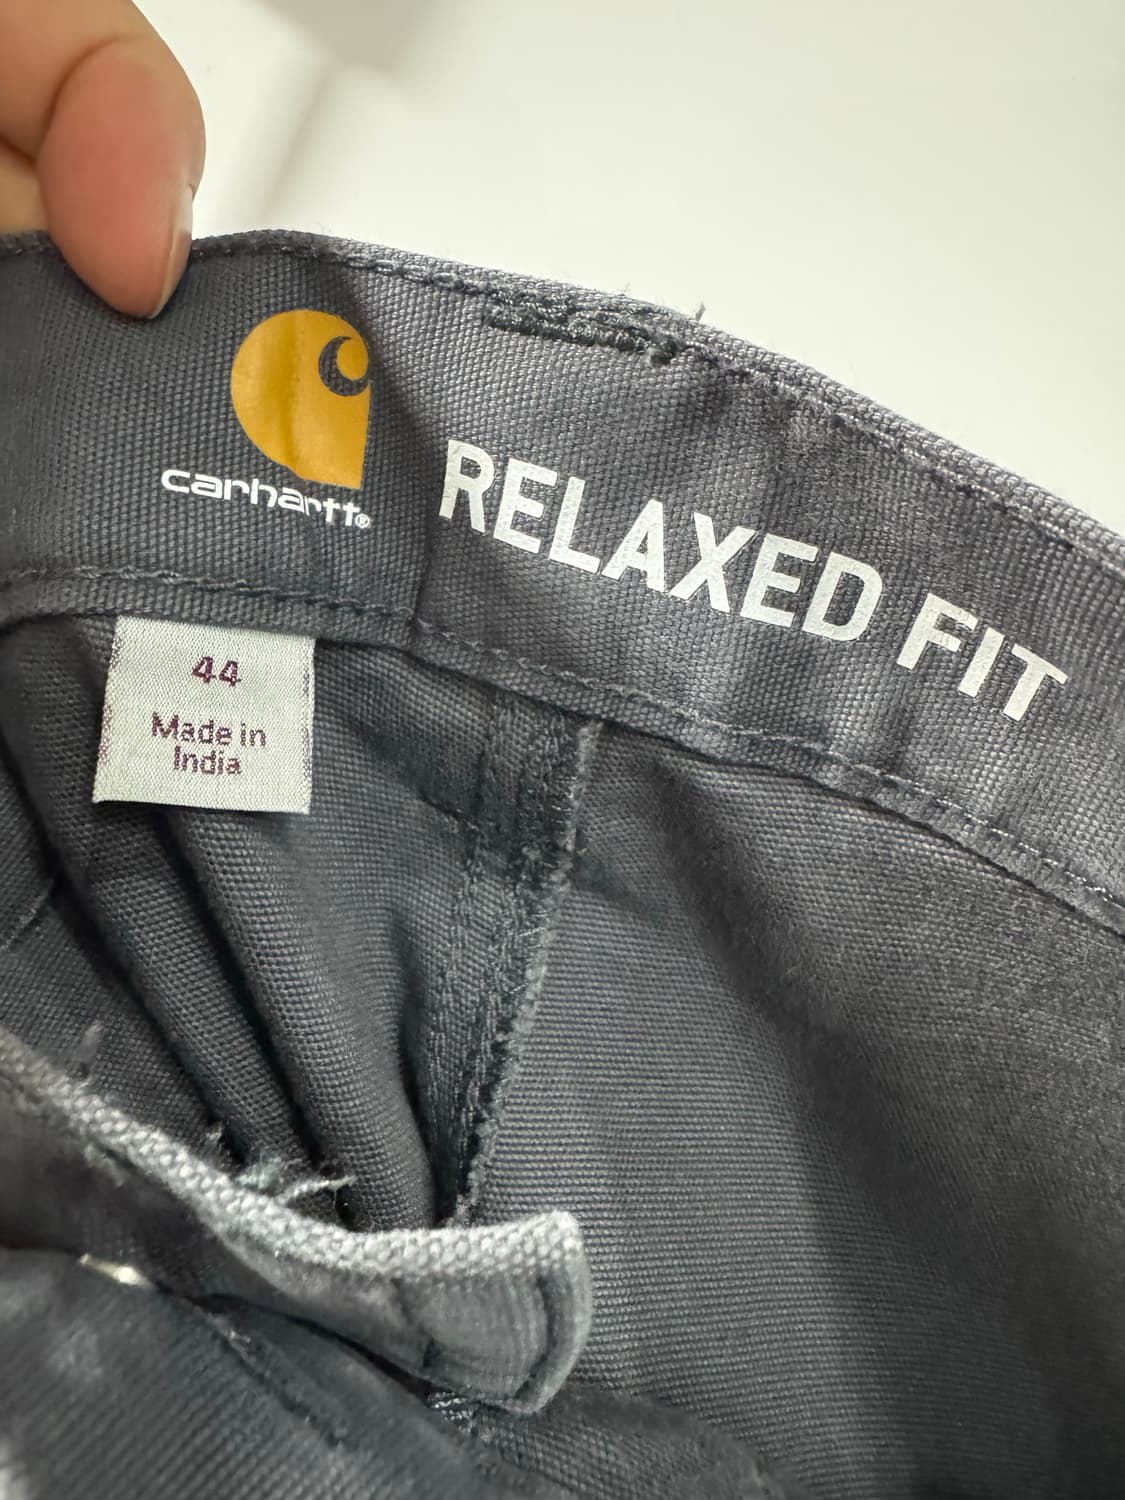 carhartt®
RELAXED FIT
44
Made in
India